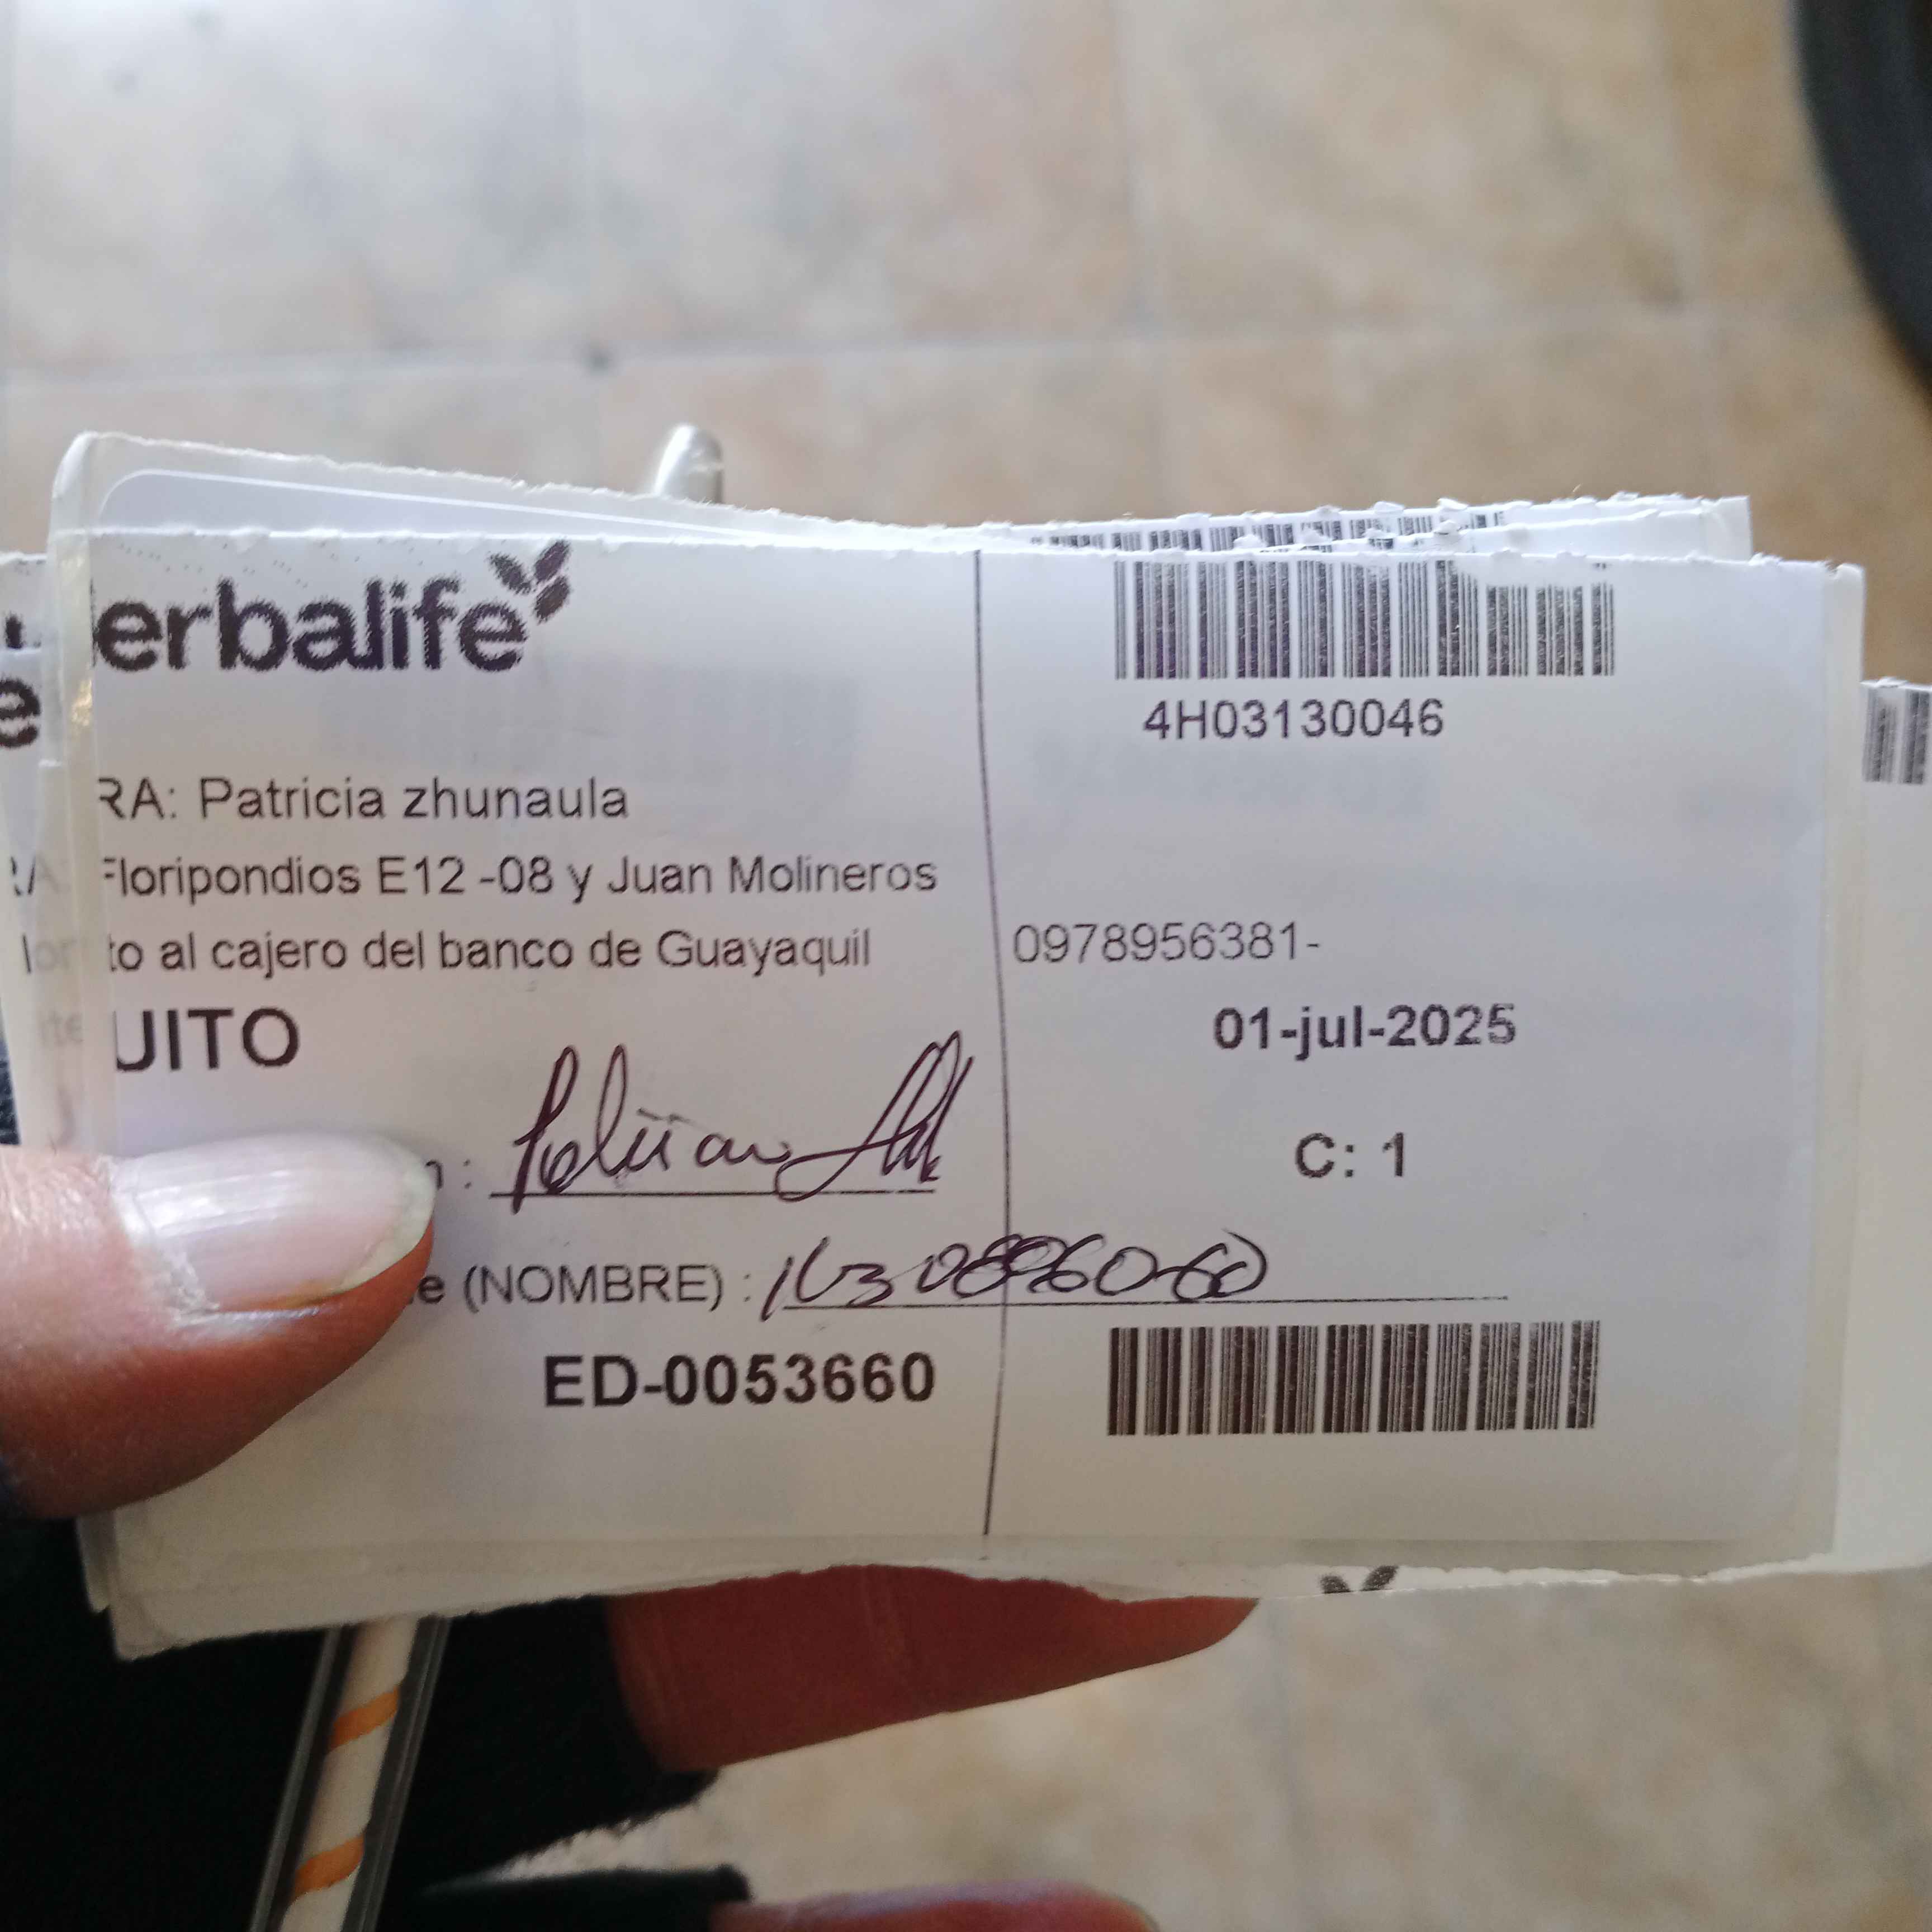 erbalife
4H03130046
RA: Patricia zhunaula
Floripondios E12 -08 y Juan Molineros
to al cajero del banco de Guayaquil
0978956381-
UITO
01-jul-2025
C: 1
e (NOMBRE) :
ED-0053660